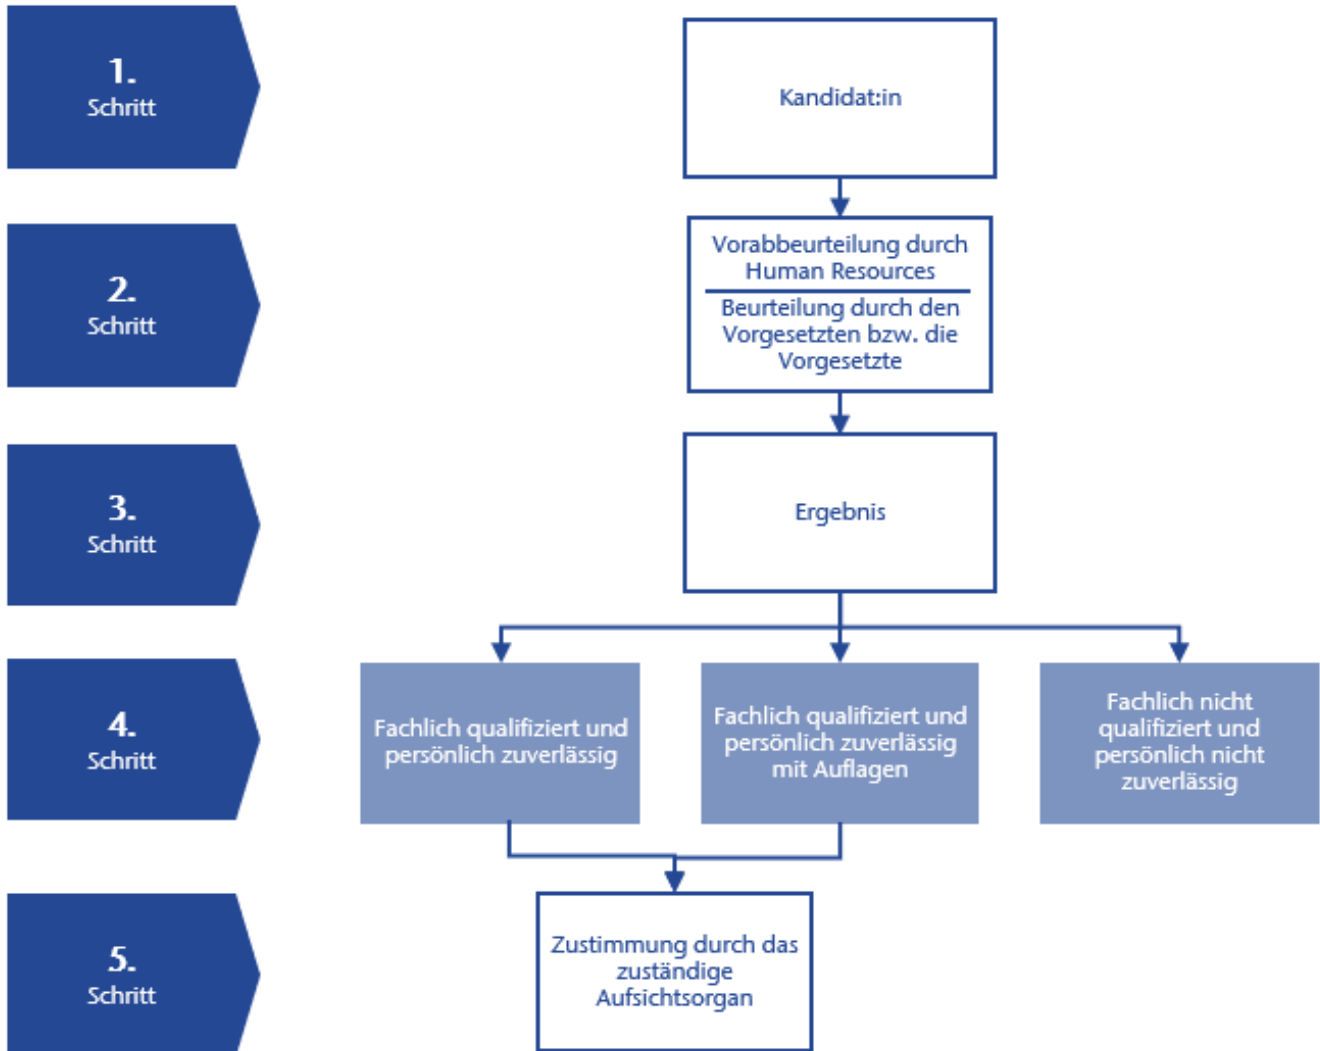 1.
Schritt
Kandidat:in
2.
Schritt
Vorabbeurteilung durch
Human Resources
Beurteilung durch den
Vorgesetzten bzw. die
Vorgesetzte
3.
Schritt
Ergebnis
4.
Schritt
Fachlich qualifiziert und
persönlich zuverlässig
Fachlich qualifiziert und
persönlich zuverlässig
mit Auflagen
Fachlich nicht
qualifiziert und
persönlich nicht
zuverlässig
5.
Schritt
Zustimmung durch das
zuständige
Aufsichtsorgan